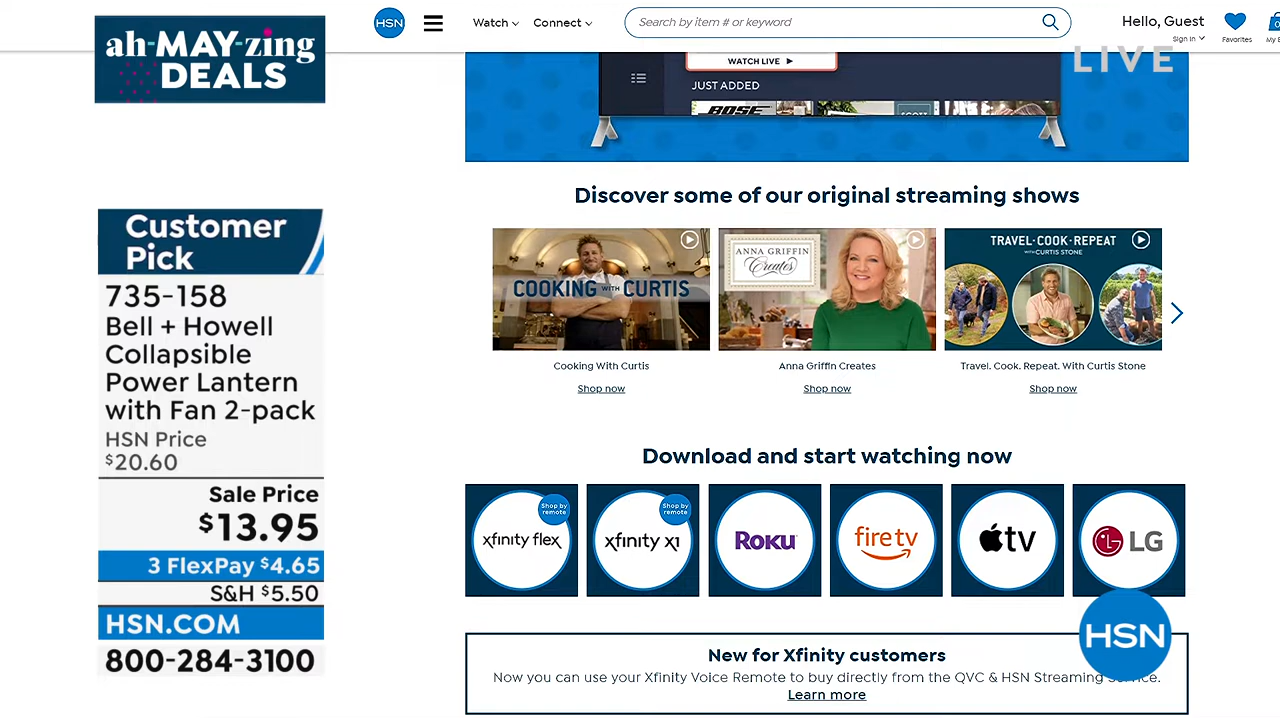 ah-MAY-zing
DEALS
HSN
Watch
Connect
Search by item # or keyword
Hello, Guest
Sign In
Favorites
0
LIVE
WATCH LIVE
JUST ADDED
BOSE
Customer
Pick
735-158
Bell + Howell
Collapsible
Power Lantern
with Fan 2-pack
HSN Price
$20.60
Sale Price
$13.95
3 FlexPay $4.65
S&H $5.50
HSN.COM
800-284-3100
Discover some of our original streaming shows
COOKING WITH CURTIS
ANNA GRIFFIN
Creates
TRAVEL·COOK·REPEAT
WITH CURTIS STONE
Cooking With Curtis
Anna Griffin Creates
Travel. Cook. Repeat. With Curtis Stone
Shop now
Shop now
Shop now
Download and start watching now
Shop by
remote
xfinity flex
Shop by
remote
xfinity x1
Roku
fire tv
tv
LG
HSN
New for Xfinity customers
Now you can use your Xfinity Voice Remote to buy directly from the QVC & HSN Streaming
Learn more